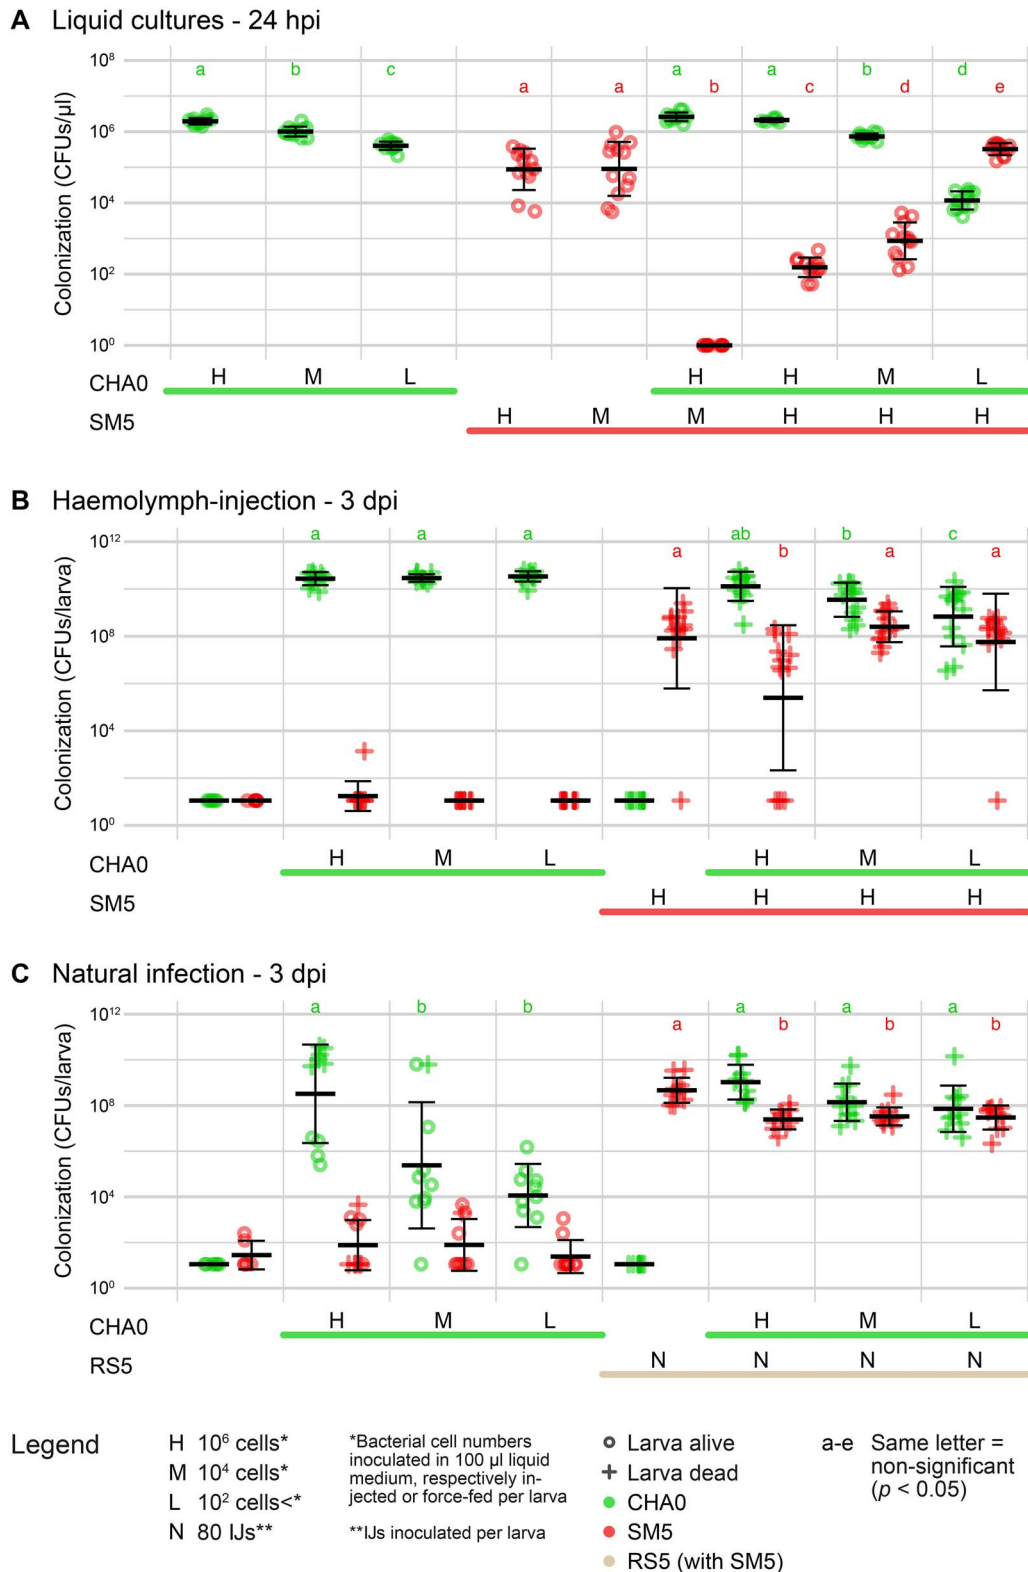 A Liquid cultures - 24 hpi
Colonization (CFUs/µl)
10⁸
10⁶
10⁴
10²
10⁰
a b c a a d
a a b c d e
CHA0 H M L H H M L
SM5 H M M H H H
B Haemolymph-injection - 3 dpi
Colonization (CFUs/larva)
10¹²
10⁸
10⁴
10⁰
a a a ab b c
a b a a
CHA0 H M L H M L
SM5 H H H H
C Natural infection - 3 dpi
Colonization (CFUs/larva)
10¹²
10⁸
10⁴
10⁰
a b b a a a
a b b b
CHA0 H M L H M L
RS5 N N N N
Legend
H 10⁶ cells*
M 10⁴ cells*
L 10² cells<*
N 80 IJs**
*Bacterial cell numbers
inoculated in 100 µl liquid
medium, respectively in-
jected or force-fed per larva
**IJs inoculated per larva
Larva alive
Larva dead
CHA0
SM5
RS5 (with SM5)
a-e Same letter =
non-significant
(p < 0.05)